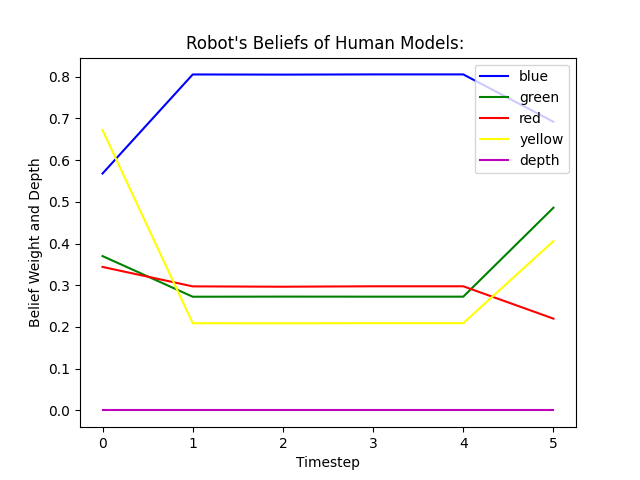 Robot's Beliefs of Human Models:
blue
green
red
yellow
depth
Belief Weight and Depth
0.8
0.7
0.6
0.5
0.4
0.3
0.2
0.1
0.0
0 1 2 3 4 5
Timestep